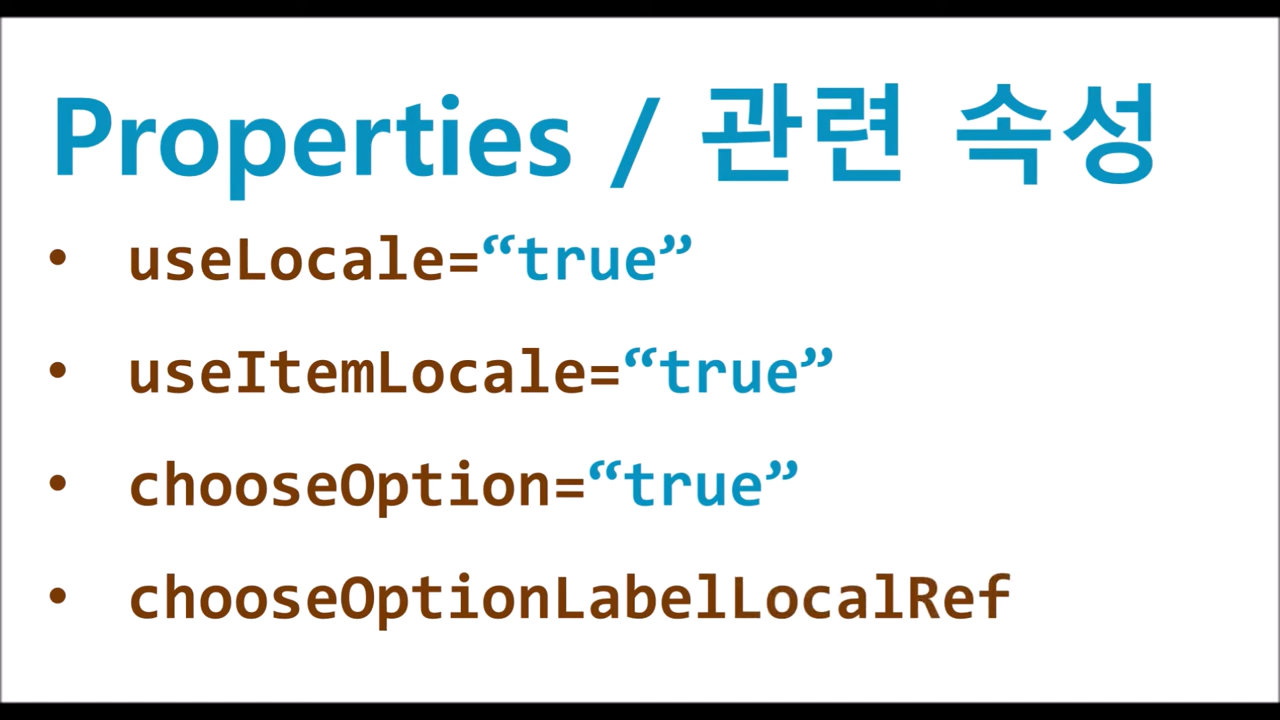 Properties / 관련 속성
• useLocale=“true”
• useItemLocale=“true”
• chooseOption=“true”
• chooseOptionLabelLocalRef